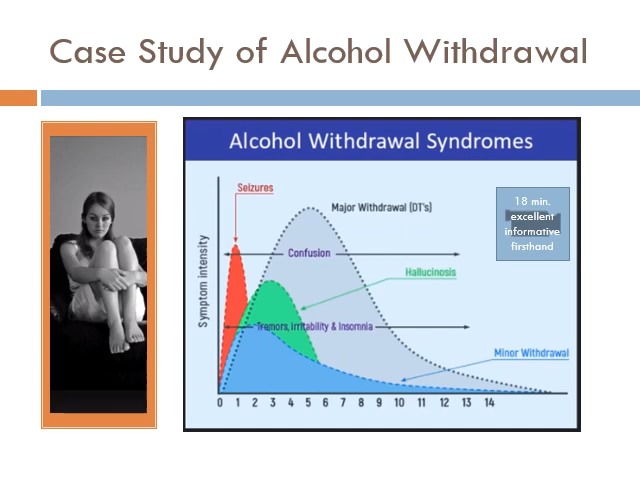 Case Study of Alcohol Withdrawal
Alcohol Withdrawal Syndromes
Seizures
Major Withdrawal (DT's)
18 min.
excellent
informative
firsthand
Confusion
Hallucinosis
Symptom intensity
Tremors, Irritability & Insomnia
Minor Withdrawal
0 1 2 3 4 5 6 7 8 9 10 11 12 13 14